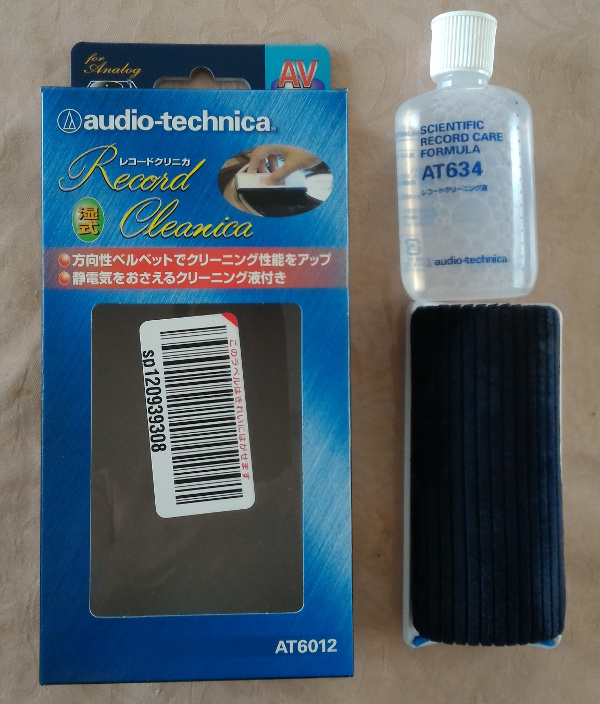 for
Analog
AV
audio-technica
レコードクリニカ
Record
湿式
Cleanica
方向性ベルベットでクリーニング性能をアップ
静電気をおさえるクリーニング液付き
このラベルはきれいにはがせます
sp120939308
AT6012
SCIENTIFIC
RECORD CARE
FORMULA
AT634
レコードクリーニング液
audio-technica